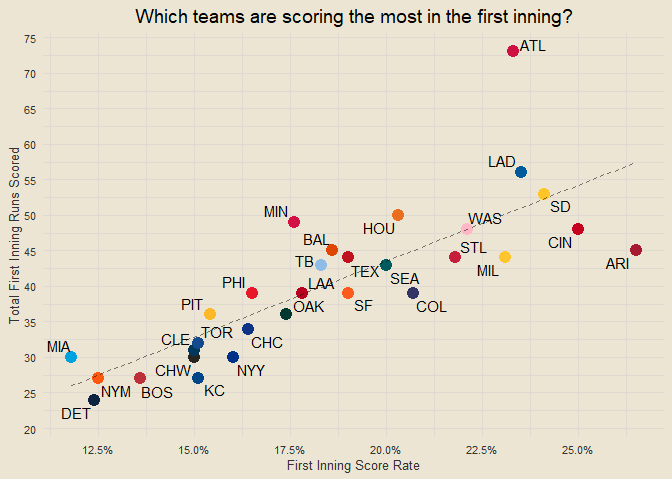 Which teams are scoring the most in the first inning?
75
ATL
70
65
60
LAD
55
SD
MIN
50
HOU
WAS
CIN
BAL
STL
45
TB
TEX
MIL
ARI
PHI
LAA
SEA
40
PIT
OAK
SF
COL
35
CLE
TOR
CHC
MIA
30
CHW
NYY
NYM
BOS
KC
25
DET
20
Total First Inning Runs Scored
12.5%
15.0%
17.5%
20.0%
22.5%
25.0%
First Inning Score Rate